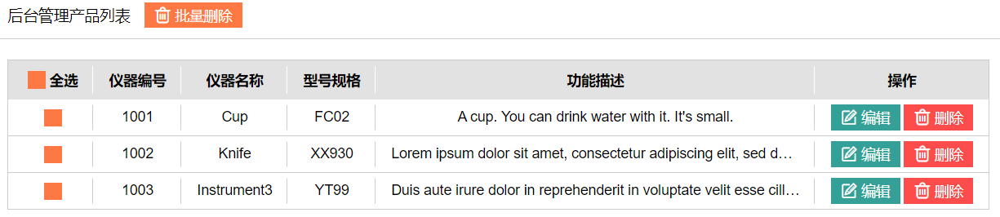 后台管理产品列表 批量删除
全选 仪器编号 仪器名称 型号规格 功能描述 操作
1001 Cup FC02 A cup. You can drink water with it. It's small. 编辑 删除
1002 Knife XX930 Lorem ipsum dolor sit amet, consectetur adipiscing elit, sed d… 编辑 删除
1003 Instrument3 YT99 Duis aute irure dolor in reprehenderit in voluptate velit esse cill… 编辑 删除